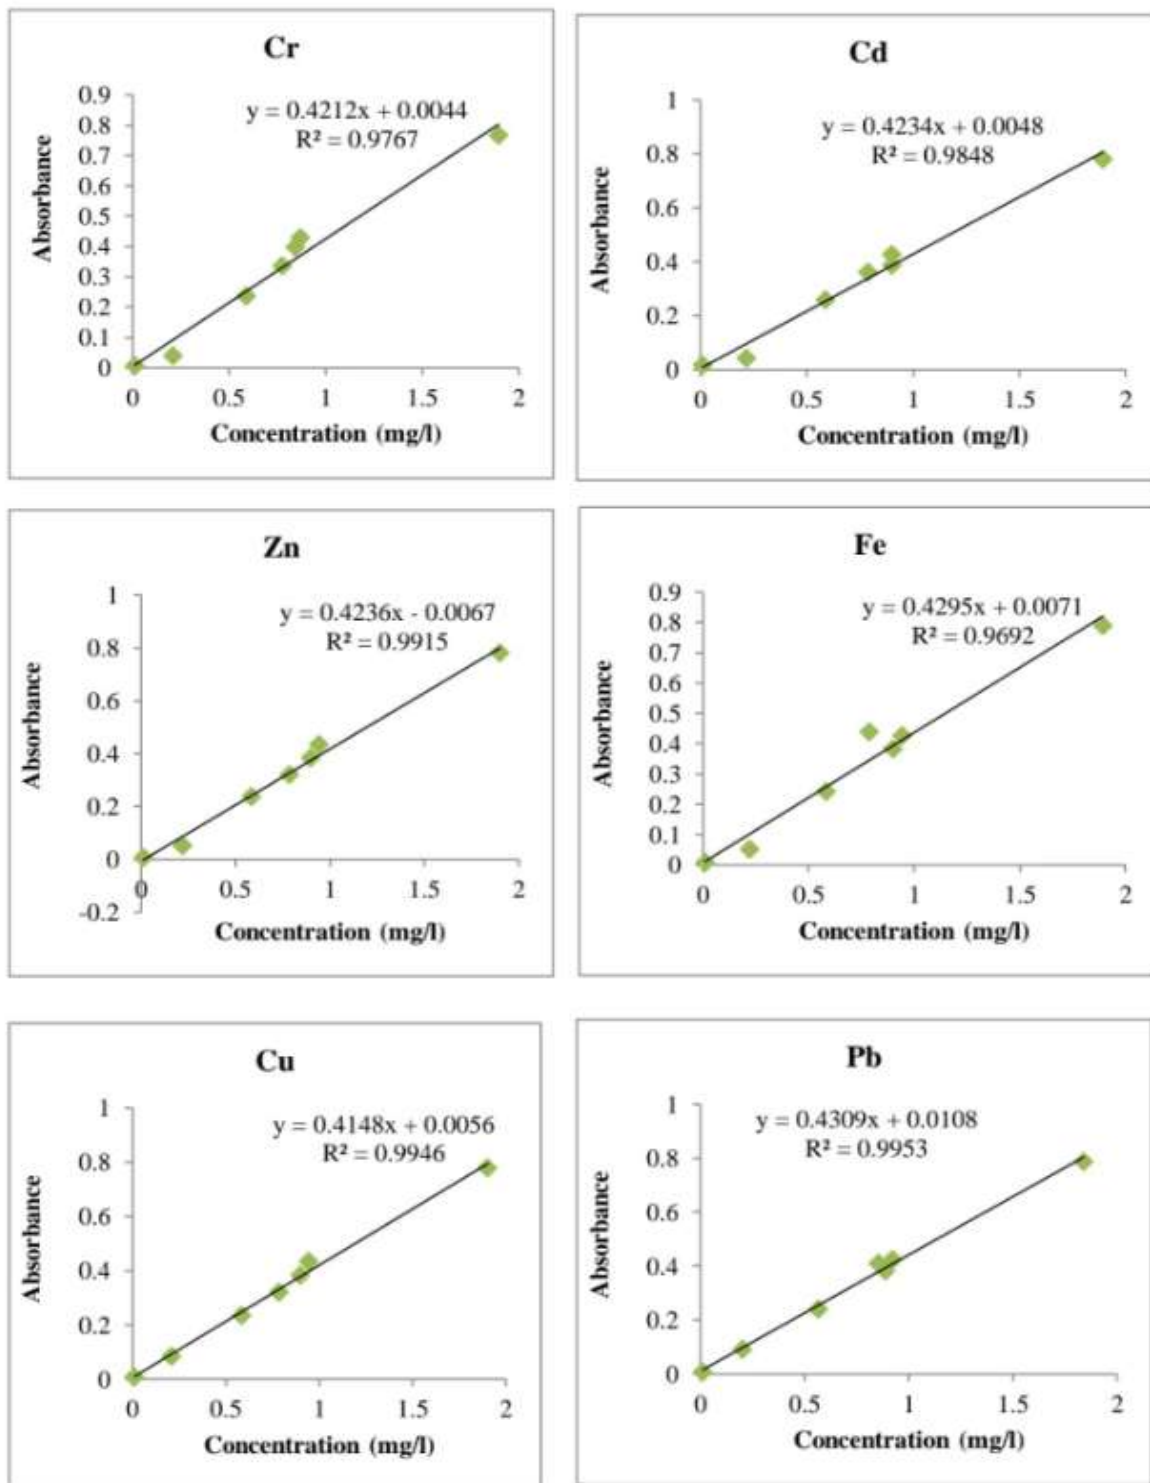 Cr
y = 0.4212x + 0.0044
R² = 0.9767
0.9
0.8
0.7
0.6
0.5
0.4
0.3
0.2
0.1
0
Absorbance
0 0.5 1 1.5 2
Concentration (mg/l)
Cd
y = 0.4234x + 0.0048
R² = 0.9848
1
0.8
0.6
0.4
0.2
0
Absorbance
0 0.5 1 1.5 2
Concentration (mg/l)
Zn
y = 0.4236x - 0.0067
R² = 0.9915
1
0.8
0.6
0.4
0.2
0
-0.2
Absorbance
0 0.5 1 1.5 2
Concentration (mg/l)
Fe
y = 0.4295x + 0.0071
R² = 0.9692
0.9
0.8
0.7
0.6
0.5
0.4
0.3
0.2
0.1
0
Absorbance
0 0.5 1 1.5 2
Concentration (mg/l)
Cu
y = 0.4148x + 0.0056
R² = 0.9946
1
0.8
0.6
0.4
0.2
0
Absorbance
0 0.5 1 1.5 2
Concentration (mg/l)
Pb
y = 0.4309x + 0.0108
R² = 0.9953
1
0.8
0.6
0.4
0.2
0
Absorbance
0 0.5 1 1.5 2
Concentration (mg/l)